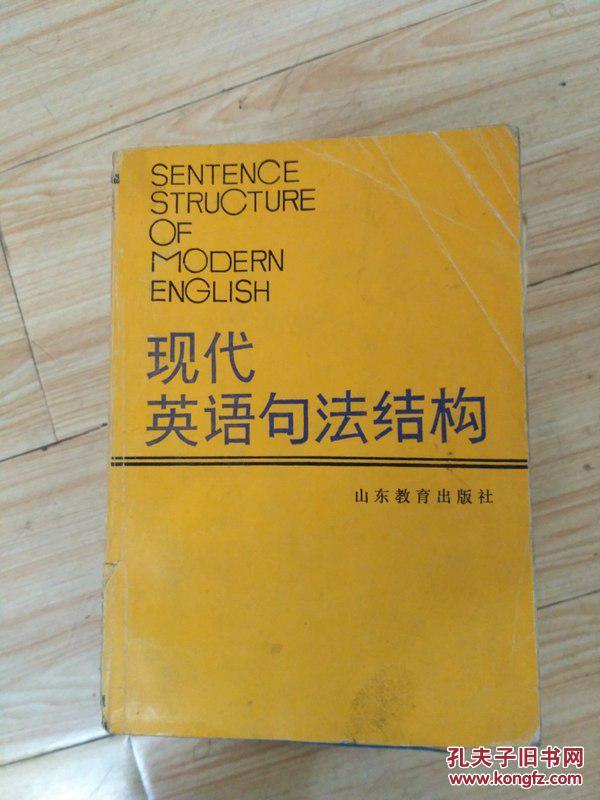 SENTENCE
STRUCTURE
OF
MODERN
ENGLISH
现代
英语句法结构
山东教育出版社
孔夫子旧书网
www.kongfz.com